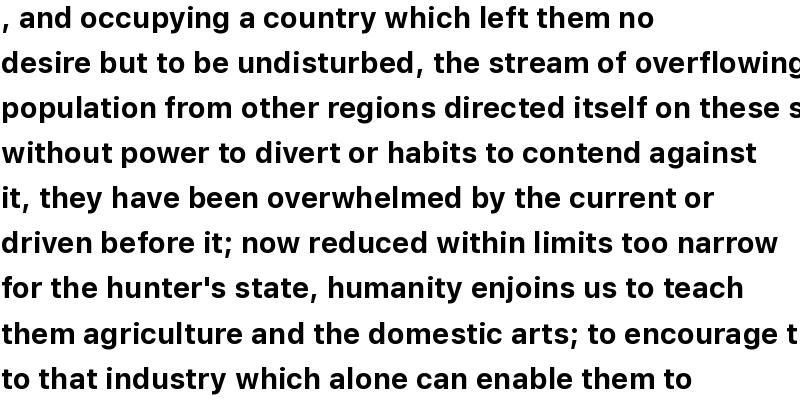 , and occupying a country which left them no
desire but to be undisturbed, the stream of overflowing
population from other regions directed itself on these
without power to divert or habits to contend against
it, they have been overwhelmed by the current or
driven before it; now reduced within limits too narrow
for the hunter's state, humanity enjoins us to teach
them agriculture and the domestic arts; to encourage
to that industry which alone can enable them to